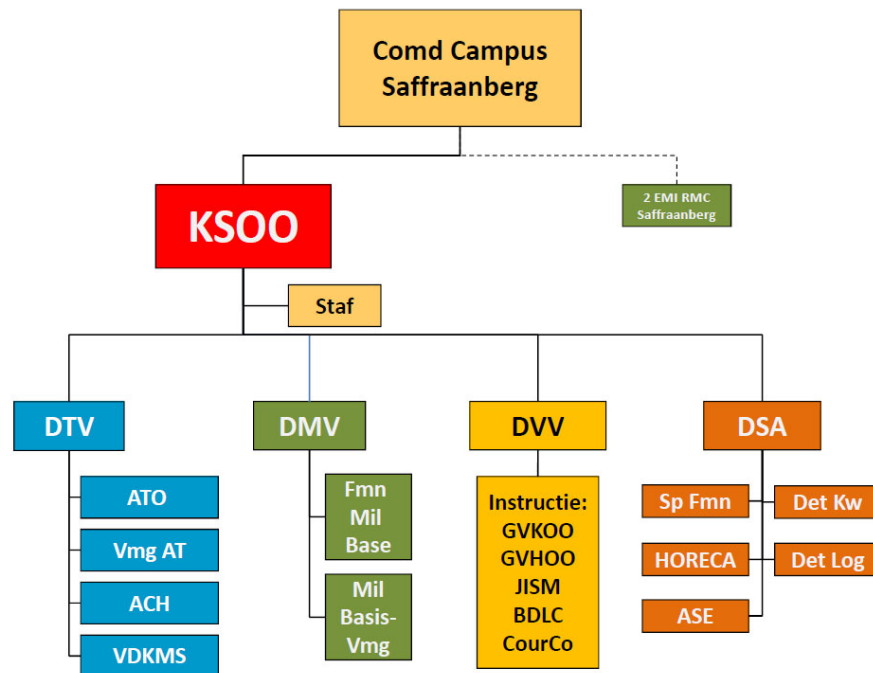 Comd Campus
Saffraanberg
KSOO
2 EMI RMC
Saffraanberg
Staf
DTV
DMV
DVV
DSA
ATO
Vmg AT
ACH
VDKMS
Fmn
Mil
Base
Mil
Basis-
Vmg
Instructie:
GVKOO
GVHOO
JISM
BDLC
CourCo
Sp Fmn
Det Kw
HORECA
Det Log
ASE